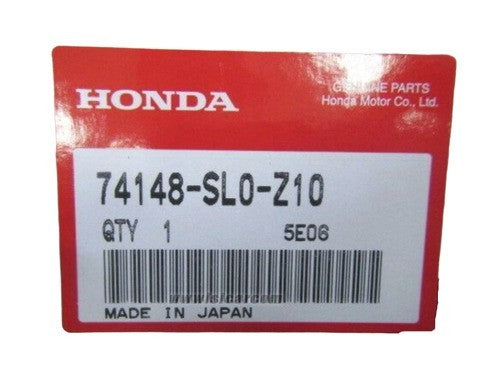 GENUINE PARTS
HONDA
Honda Motor Co., Ltd.
74148-SL0-Z10
QTY 1 5E06
MADE IN JAPAN